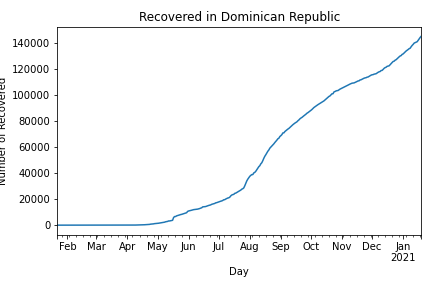 Recovered in Dominican Republic
Number of Recovered
140000
120000
100000
80000
60000
40000
20000
0
Feb Mar Apr May Jun Jul Aug Sep Oct Nov Dec Jan
2021
Day